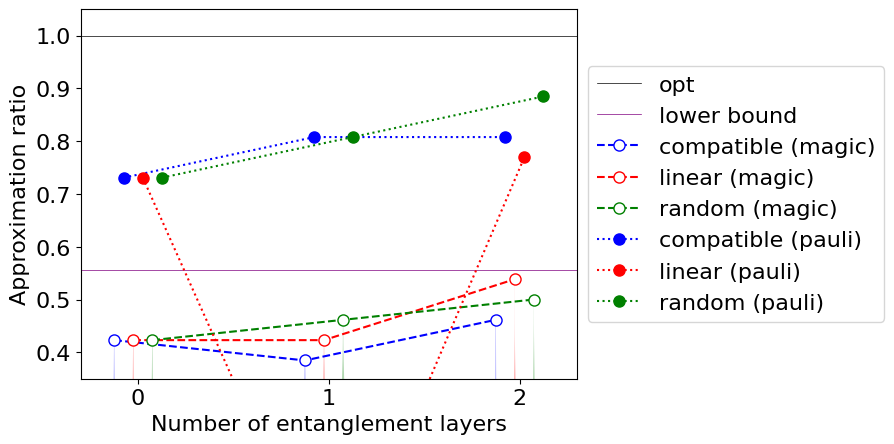 Approximation ratio
1.0
0.9
0.8
0.7
0.6
0.5
0.4
0
1
2
Number of entanglement layers
opt
lower bound
compatible (magic)
linear (magic)
random (magic)
compatible (pauli)
linear (pauli)
random (pauli)